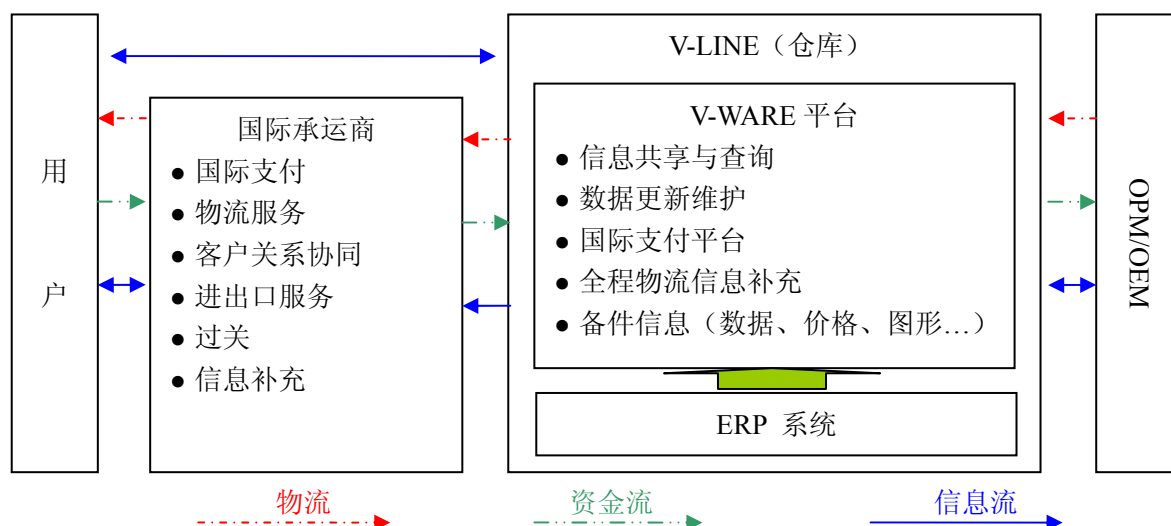 用
户
国际承运商
● 国际支付
● 物流服务
● 客户关系协同
● 进出口服务
● 过关
● 信息补充
V-LINE（仓库）
V-WARE 平台
● 信息共享与查询
● 数据更新维护
● 国际支付平台
● 全程物流信息补充
● 备件信息（数据、价格、图形…）
ERP 系统
OPM/OEM
物流
资金流
信息流